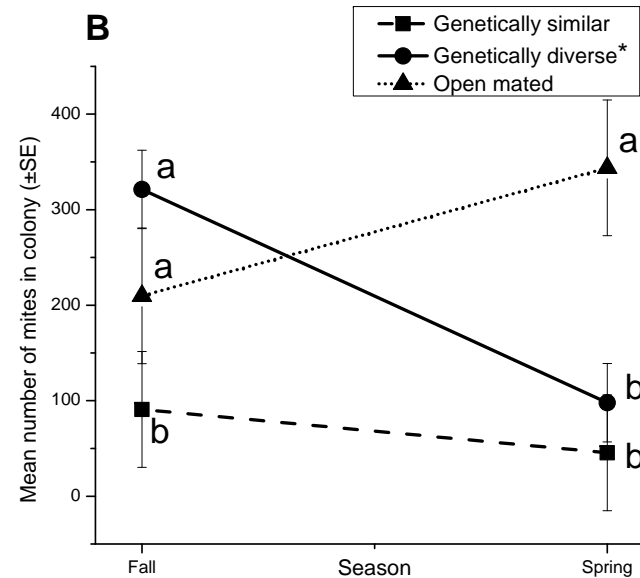 B
Genetically similar
Genetically diverse*
Open mated
Mean number of mites in colony (±SE)
400
300
200
100
0
a
a
b
a
b
b
Fall
Season
Spring